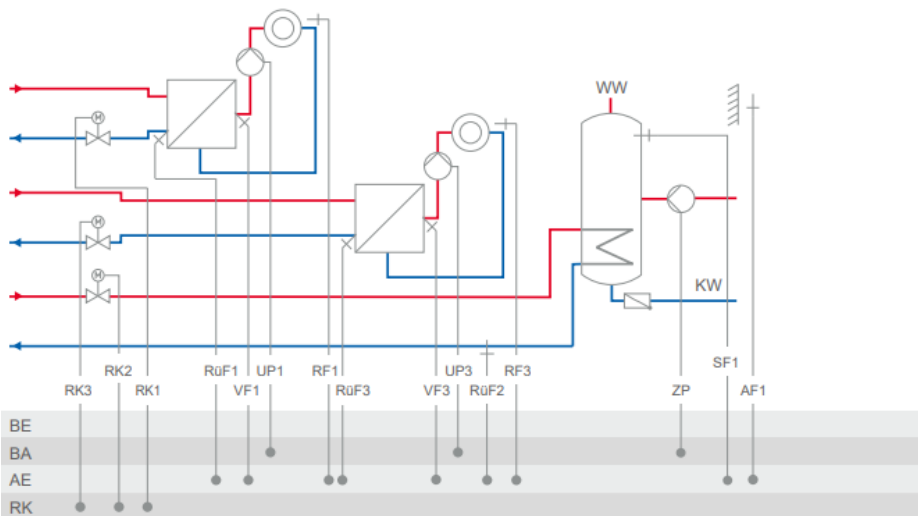 M
WW
M
M
KW
RK2 RüF1 UP1 RF1 UP3 RF3 SF1
RK3 RK1 VF1 RüF3 VF3 RüF2 ZP AF1
BE
BA
AE
RK